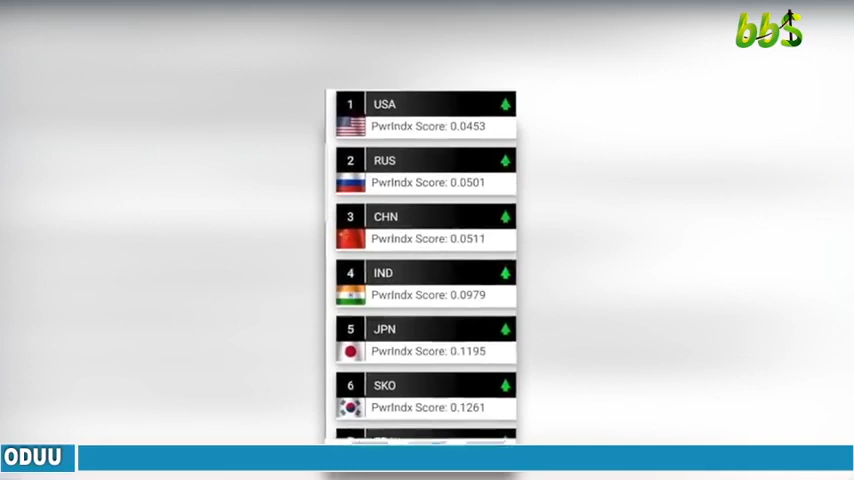 bbS
1 USA
PwrIndx Score: 0.0453
2 RUS
PwrIndx Score: 0.0501
3 CHN
PwrIndx Score: 0.0511
4 IND
PwrIndx Score: 0.0979
5 JPN
PwrIndx Score: 0.1195
6 SKO
PwrIndx Score: 0.1261
ODUU